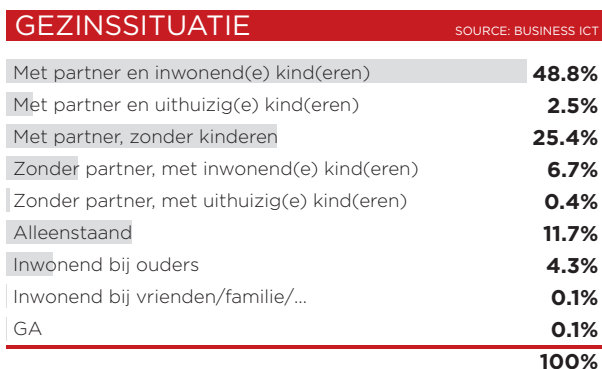 GEZINSSITUATIE SOURCE: BUSINESS ICT
Met partner en inwonend(e) kind(eren) 48.8%
Met partner en uithuizig(e) kind(eren) 2.5%
Met partner, zonder kinderen 25.4%
Zonder partner, met inwonend(e) kind(eren) 6.7%
Zonder partner, met uithuizig(e) kind(eren) 0.4%
Alleenstaand 11.7%
Inwonend bij ouders 4.3%
Inwonend bij vrienden/familie/... 0.1%
GA 0.1%
100%